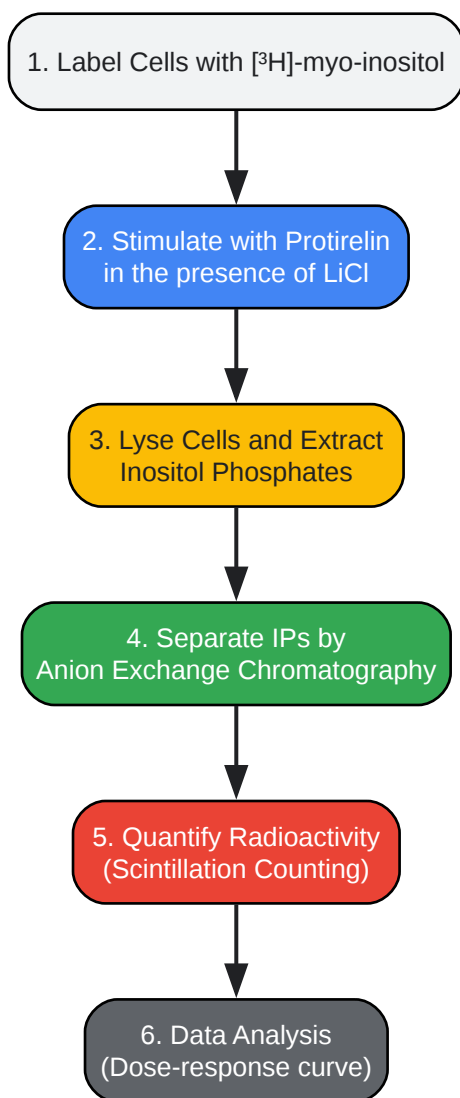 1. Label Cells with [³H]-myo-inositol
2. Stimulate with Protirelin
in the presence of LiCl
3. Lyse Cells and Extract
Inositol Phosphates
4. Separate IPs by
Anion Exchange Chromatography
5. Quantify Radioactivity
(Scintillation Counting)
6. Data Analysis
(Dose-response curve)